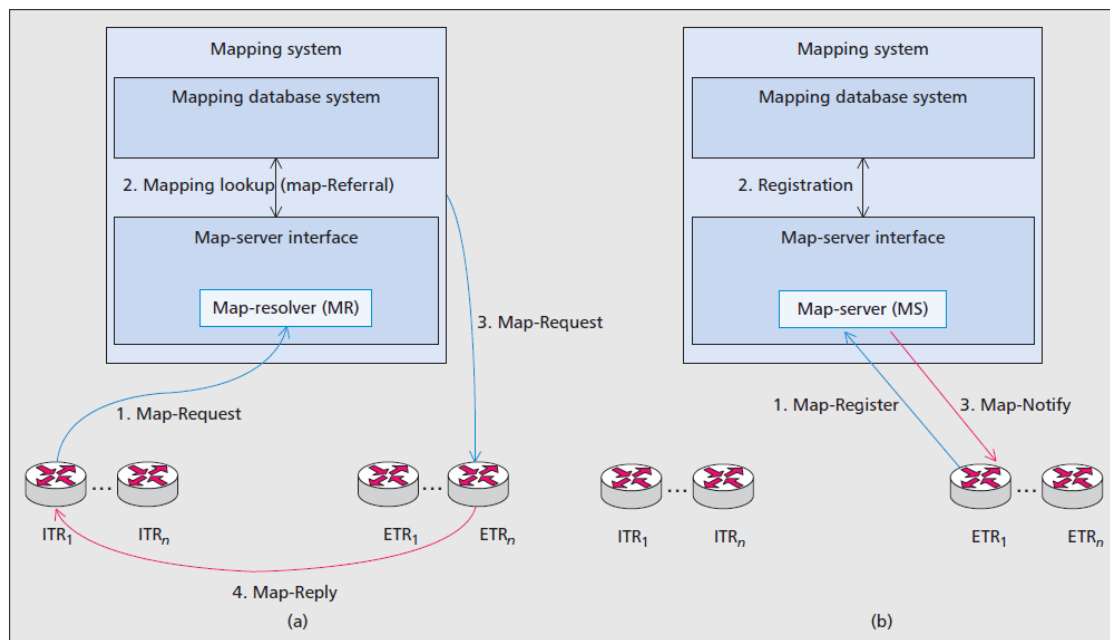 Mapping system
Mapping database system
2. Mapping lookup (map-Referral)
Map-server interface
Map-resolver (MR)
3. Map-Request
1. Map-Request
... ...
ITR1 ITRn ETR1 ETRn
4. Map-Reply
(a)
Mapping system
Mapping database system
2. Registration
Map-server interface
Map-server (MS)
1. Map-Register 3. Map-Notify
... ...
ITR1 ITRn ETR1 ETRn
(b)